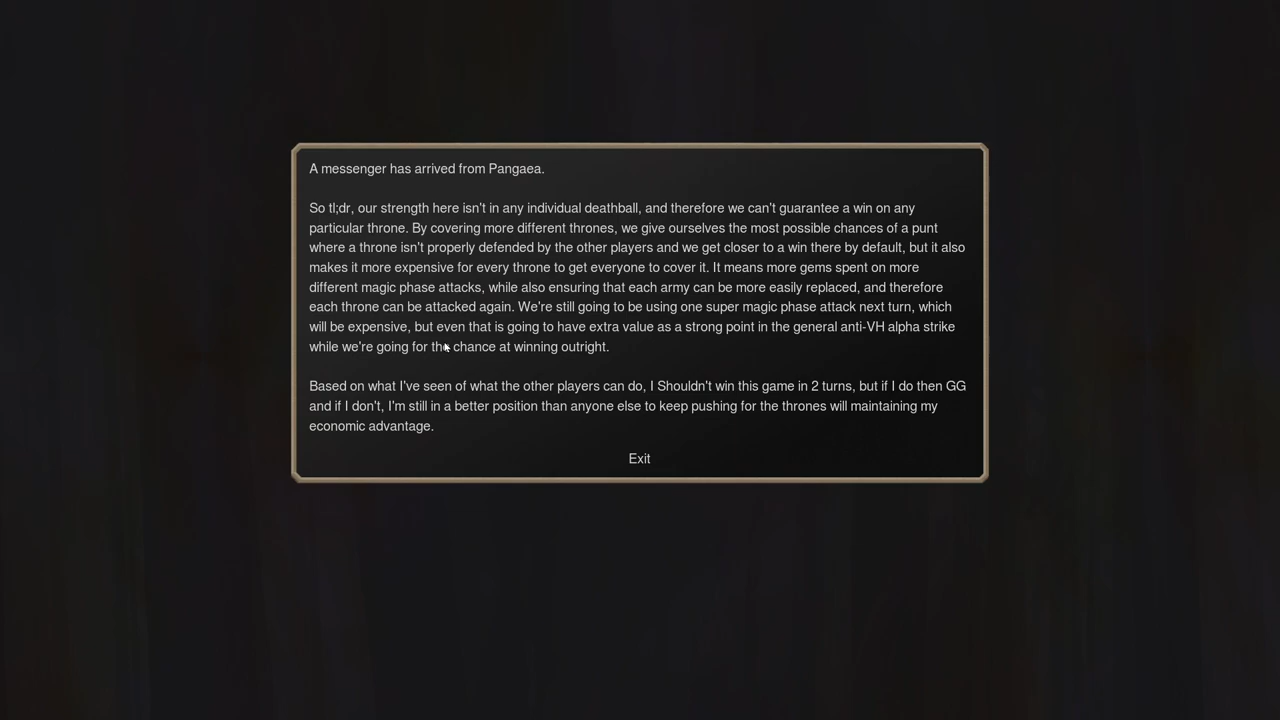 A messenger has arrived from Pangaea.
So tl;dr, our strength here isn't in any individual deathball, and therefore we can't guarantee a win on any
particular throne. By covering more different thrones, we give ourselves the most possible chances of a punt
where a throne isn't properly defended by the other players and we get closer to a win there by default, but it also
makes it more expensive for every throne to get everyone to cover it. It means more gems spent on more
different magic phase attacks, while also ensuring that each army can be more easily replaced, and therefore
each throne can be attacked again. We're still going to be using one super magic phase attack next turn, which
will be expensive, but even that is going to have extra value as a strong point in the general anti-VH alpha strike
while we're going for the chance at winning outright.
Based on what I've seen of what the other players can do, I Shouldn't win this game in 2 turns, but if I do then GG
and if I don't, I'm still in a better position than anyone else to keep pushing for the thrones will maintaining my
economic advantage.
Exit